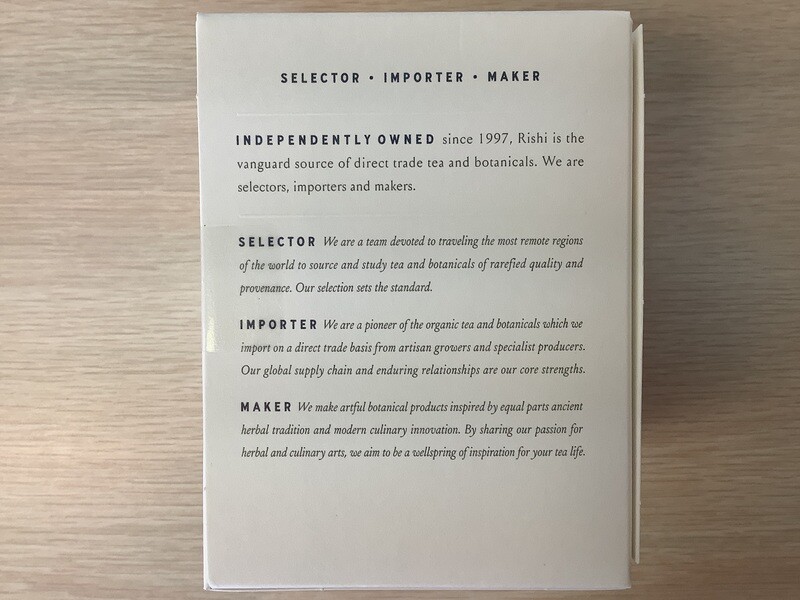 SELECTOR • IMPORTER • MAKER
INDEPENDENTLY OWNED since 1997, Rishi is the
vanguard source of direct trade tea and botanicals. We are
selectors, importers and makers.
SELECTOR We are a team devoted to traveling the most remote regions
of the world to source and study tea and botanicals of rarefied quality and
provenance. Our selection sets the standard.
IMPORTER We are a pioneer of the organic tea and botanicals which we
import on a direct trade basis from artisan growers and specialist producers.
Our global supply chain and enduring relationships are our core strengths.
MAKER We make artful botanical products inspired by equal parts ancient
herbal tradition and modern culinary innovation. By sharing our passion for
herbal and culinary arts, we aim to be a wellspring of inspiration for your tea life.